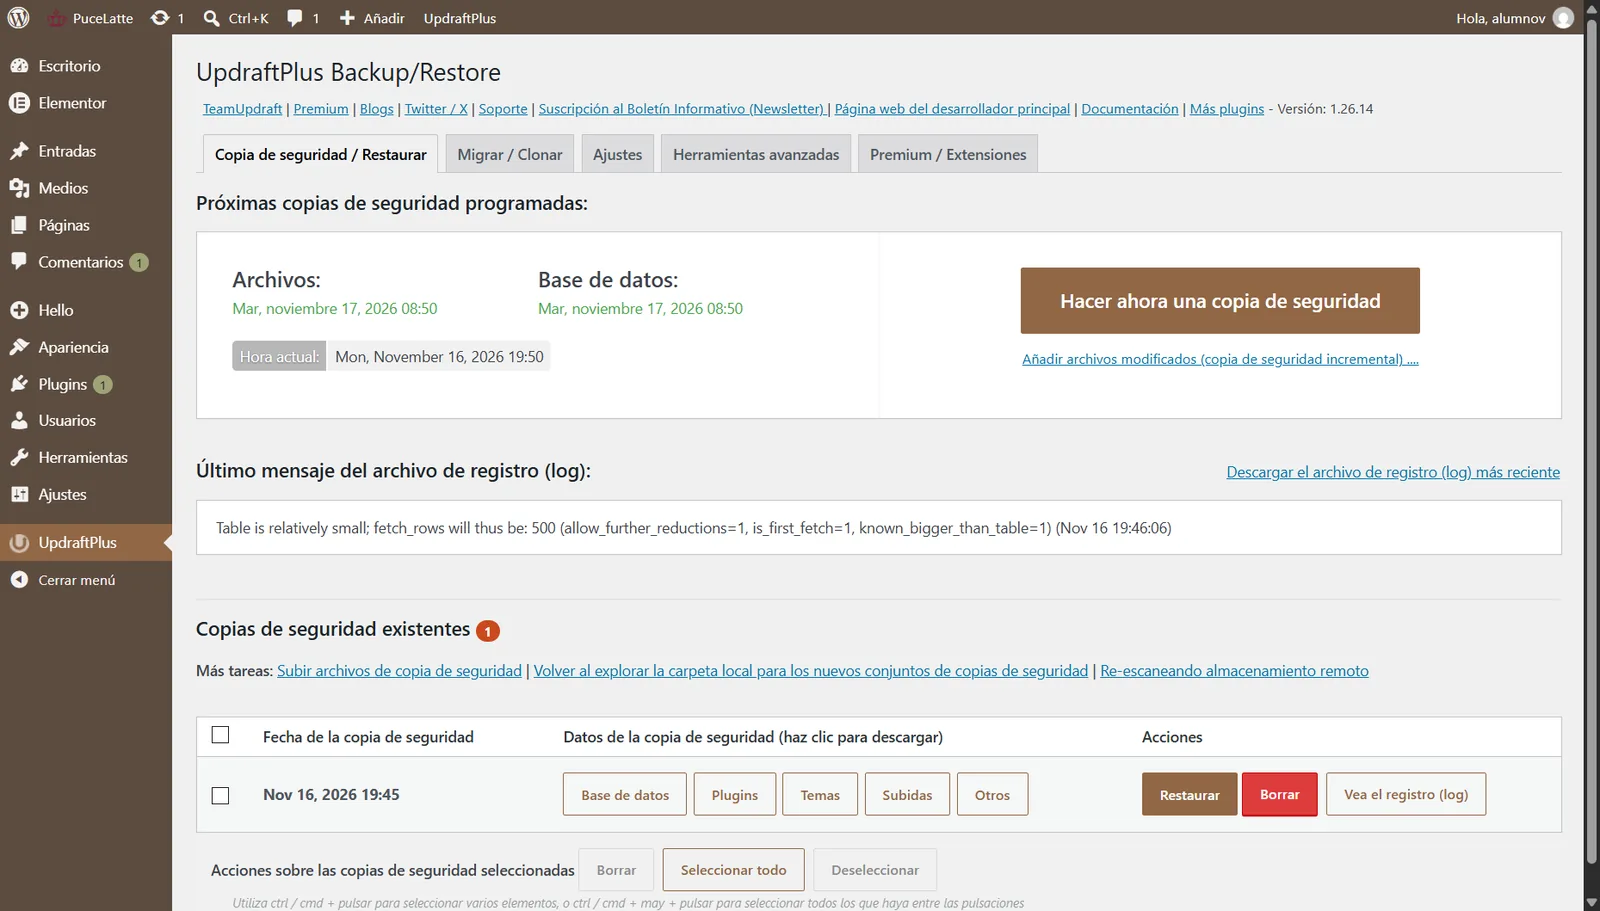 PuceLatte 1 Ctrl+K 1 Añadir UpdraftPlus Hola, alumnov
Escritorio
Elementor
Entradas
Medios
Páginas
Comentarios 1
Hello
Apariencia
Plugins 1
Usuarios
Herramientas
Ajustes
UpdraftPlus
Cerrar menú
UpdraftPlus Backup/Restore
TeamUpdraft | Premium | Blogs | Twitter / X | Soporte | Suscripción al Boletín Informativo (Newsletter) | Página web del desarrollador principal | Documentación | Más plugins - Versión: 1.26.14
Copia de seguridad / Restaurar Migrar / Clonar Ajustes Herramientas avanzadas Premium / Extensiones
Próximas copias de seguridad programadas:
Archivos: Base de datos:
Mar, noviembre 17, 2026 08:50 Mar, noviembre 17, 2026 08:50
Hora actual: Mon, November 16, 2026 19:50
Hacer ahora una copia de seguridad
Añadir archivos modificados (copia de seguridad incremental) ....
Último mensaje del archivo de registro (log): Descargar el archivo de registro (log) más reciente
Table is relatively small; fetch_rows will thus be: 500 (allow_further_reductions=1, is_first_fetch=1, known_bigger_than_table=1) (Nov 16 19:46:06)
Copias de seguridad existentes 1
Más tareas: Subir archivos de copia de seguridad | Volver al explorar la carpeta local para los nuevos conjuntos de copias de seguridad | Re-escaneando almacenamiento remoto
Fecha de la copia de seguridad Datos de la copia de seguridad (haz clic para descargar) Acciones
Nov 16, 2026 19:45 Base de datos Plugins Temas Subidas Otros Restaurar Borrar Vea el registro (log)
Acciones sobre las copias de seguridad seleccionadas Borrar Seleccionar todo Deseleccionar
Utiliza ctrl / cmd + pulsar para seleccionar varios elementos, o ctrl / cmd + may + pulsar para seleccionar todos los que haya entre las pulsaciones